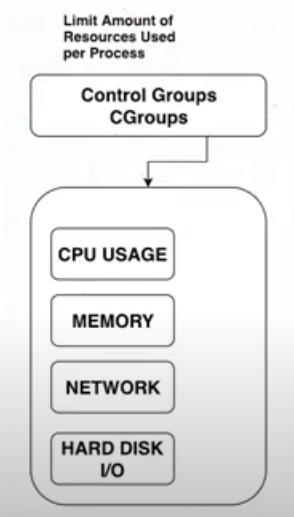 Limit Amount of
Resources Used
per Process
Control Groups
CGroups
CPU USAGE
MEMORY
NETWORK
HARD DISK
I/O